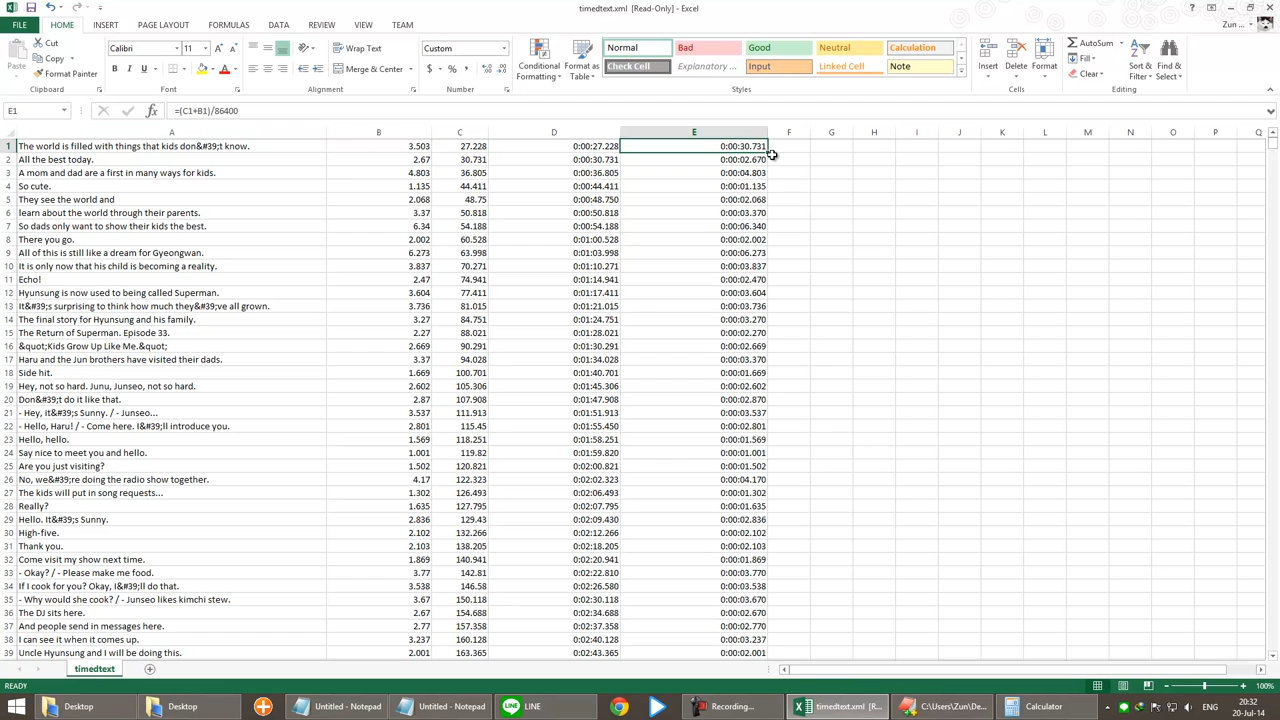 timedtext.xml [Read-Only] - Excel
FILE HOME INSERT PAGE LAYOUT FORMULAS DATA REVIEW VIEW TEAM Zun ...
Cut Calibri 11 Wrap Text Custom Normal Bad Good Neutral Calculation AutoSum
Copy Fill
Paste Format Painter B I U Merge & Center $ % , Conditional Formatting Format as Table Check Cell Explanatory ... Input Linked Cell Note Insert Delete Format Clear Sort & Filter Find & Select
Clipboard Font Alignment Number Styles Cells Editing
E1 fx =(C1+B1)/86400
A B C D E F G H I J K L M N O P Q
1 The world is filled with things that kids don&#39;t know. 3.503 27.228 0:00:27.228 0:00:30.731
2 All the best today. 2.67 30.731 0:00:30.731 0:00:02.670
3 A mom and dad are a first in many ways for kids. 4.803 36.805 0:00:36.805 0:00:04.803
4 So cute. 1.135 44.411 0:00:44.411 0:00:01.135
5 They see the world and 2.068 48.75 0:00:48.750 0:00:02.068
6 learn about the world through their parents. 3.37 50.818 0:00:50.818 0:00:03.370
7 So dads only want to show their kids the best. 6.34 54.188 0:00:54.188 0:00:06.340
8 There you go. 2.002 60.528 0:01:00.528 0:00:02.002
9 All of this is still like a dream for Gyeongwan. 6.273 63.998 0:01:03.998 0:00:06.273
10 It is only now that his child is becoming a reality. 3.837 70.271 0:01:10.271 0:00:03.837
11 Echo! 2.47 74.941 0:01:14.941 0:00:02.470
12 Hyunsung is now used to being called Superman. 3.604 77.411 0:01:17.411 0:00:03.604
13 It&#39;s surprising to think how much they&#39;ve all grown. 3.736 81.015 0:01:21.015 0:00:03.736
14 The final story for Hyunsung and his family. 3.27 84.751 0:01:24.751 0:00:03.270
15 The Return of Superman. Episode 33. 2.27 88.021 0:01:28.021 0:00:02.270
16 &quot;Kids Grow Up Like Me.&quot; 2.669 90.291 0:01:30.291 0:00:02.669
17 Haru and the Jun brothers have visited their dads. 3.37 94.028 0:01:34.028 0:00:03.370
18 Side hit. 1.669 100.701 0:01:40.701 0:00:01.669
19 Hey, not so hard. Junu, Junseo, not so hard. 2.602 105.306 0:01:45.306 0:00:02.602
20 Don&#39;t do it like that. 2.87 107.908 0:01:47.908 0:00:02.870
21 - Hey, it&#39;s Sunny. / - Junseo... 3.537 111.913 0:01:51.913 0:00:03.537
22 - Hello, Haru! / - Come here. I&#39;ll introduce you. 2.801 115.45 0:01:55.450 0:00:02.801
23 Hello, hello. 1.569 118.251 0:01:58.251 0:00:01.569
24 Say nice to meet you and hello. 1.001 119.82 0:01:59.820 0:00:01.001
25 Are you just visiting? 1.502 120.821 0:02:00.821 0:00:01.502
26 No, we&#39;re doing the radio show together. 4.17 122.323 0:02:02.323 0:00:04.170
27 The kids will put in song requests... 1.302 126.493 0:02:06.493 0:00:01.302
28 Really? 1.635 127.795 0:02:07.795 0:00:01.635
29 Hello. It&#39;s Sunny. 2.836 129.43 0:02:09.430 0:00:02.836
30 High-five. 2.102 132.266 0:02:12.266 0:00:02.102
31 Thank you. 2.103 138.205 0:02:18.205 0:00:02.103
32 Come visit my show next time. 1.869 140.941 0:02:20.941 0:00:01.869
33 - Okay? / - Please make me food. 3.77 142.81 0:02:22.810 0:00:03.770
34 If I cook for you? Okay, I&#39;ll do that. 3.538 146.58 0:02:26.580 0:00:03.538
35 - Why would she cook? / - Junseo likes kimchi stew. 3.67 150.118 0:02:30.118 0:00:03.670
36 The DJ sits here. 2.67 154.688 0:02:34.688 0:00:02.670
37 And people send in messages here. 2.77 157.358 0:02:37.358 0:00:02.770
38 I can see it when it comes up. 3.237 160.128 0:02:40.128 0:00:03.237
39 Uncle Hyunsung and I will be doing this. 2.001 163.365 0:02:43.365 0:00:02.001
timedtext
READY 100%
Desktop Desktop Untitled - Notepad Untitled - Notepad LINE Recording... timedtext.xml [R... C:\Users\Zun\De... Calculator ENG 20:32
20-Jul-14